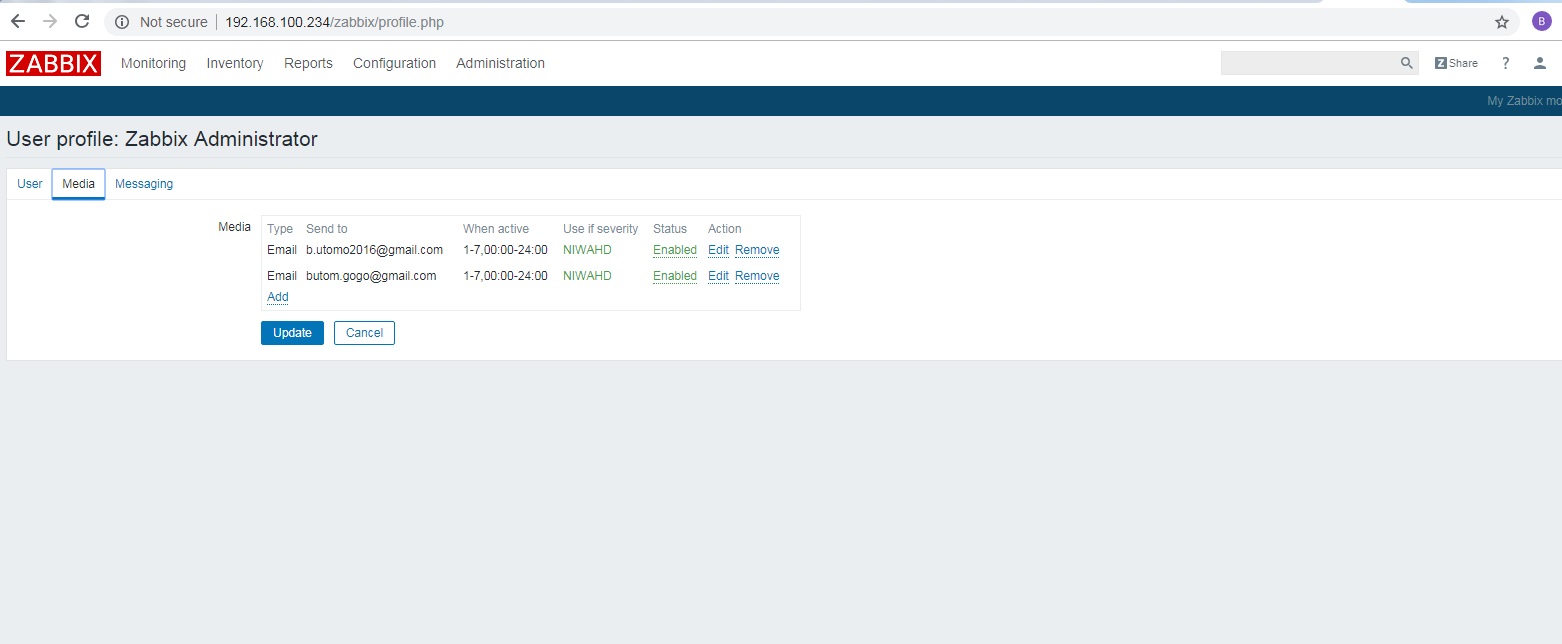 Not secure 192.168.100.234/zabbix/profile.php B
ZABBIX Monitoring Inventory Reports Configuration Administration Z Share ?
My Zabbix mo
User profile: Zabbix Administrator
User Media Messaging
Media Type Send to When active Use if severity Status Action
Email b.utomo2016@gmail.com 1-7,00:00-24:00 NIWAHD Enabled Edit Remove
Email butom.gogo@gmail.com 1-7,00:00-24:00 NIWAHD Enabled Edit Remove
Add
Update Cancel